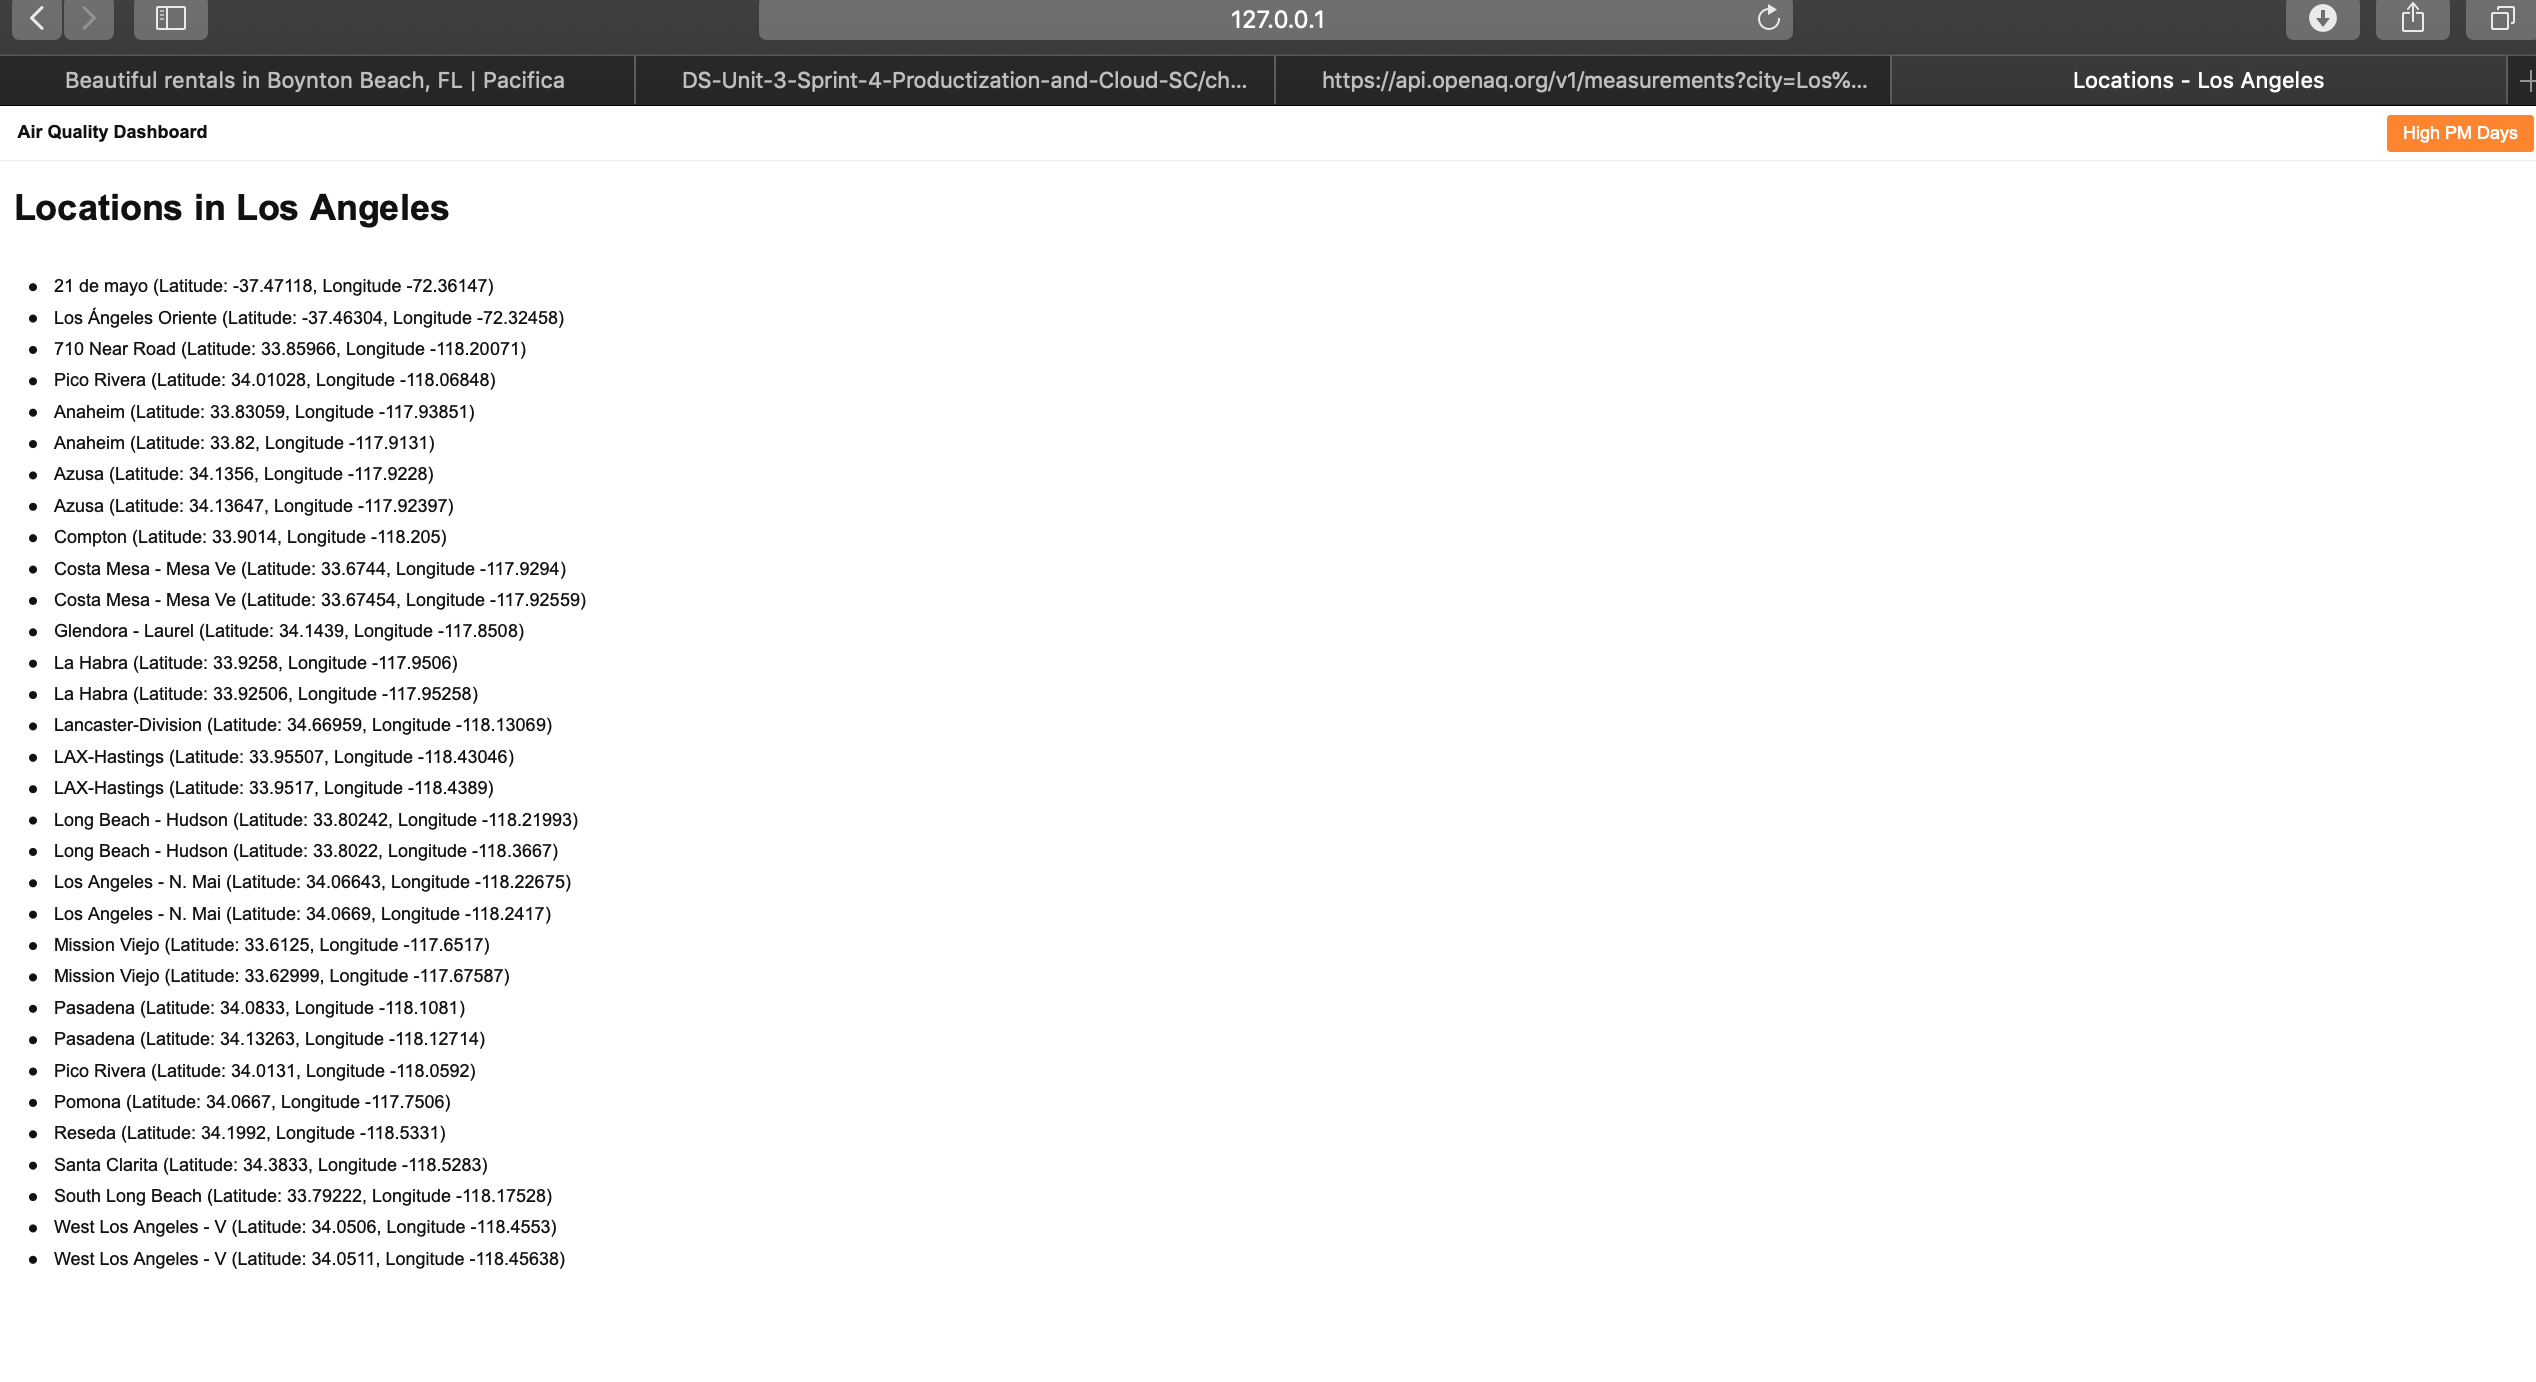 127.0.0.1
Beautiful rentals in Boynton Beach, FL | Pacifica
DS-Unit-3-Sprint-4-Productization-and-Cloud-SC/ch...
https://api.openaq.org/v1/measurements?city=Los%...
Locations - Los Angeles
Air Quality Dashboard
High PM Days
Locations in Los Angeles
• 21 de mayo (Latitude: -37.47118, Longitude -72.36147)
• Los Ángeles Oriente (Latitude: -37.46304, Longitude -72.32458)
• 710 Near Road (Latitude: 33.85966, Longitude -118.20071)
• Pico Rivera (Latitude: 34.01028, Longitude -118.06848)
• Anaheim (Latitude: 33.83059, Longitude -117.93851)
• Anaheim (Latitude: 33.82, Longitude -117.9131)
• Azusa (Latitude: 34.1356, Longitude -117.9228)
• Azusa (Latitude: 34.13647, Longitude -117.92397)
• Compton (Latitude: 33.9014, Longitude -118.205)
• Costa Mesa - Mesa Ve (Latitude: 33.6744, Longitude -117.9294)
• Costa Mesa - Mesa Ve (Latitude: 33.67454, Longitude -117.92559)
• Glendora - Laurel (Latitude: 34.1439, Longitude -117.8508)
• La Habra (Latitude: 33.9258, Longitude -117.9506)
• La Habra (Latitude: 33.92506, Longitude -117.95258)
• Lancaster-Division (Latitude: 34.66959, Longitude -118.13069)
• LAX-Hastings (Latitude: 33.95507, Longitude -118.43046)
• LAX-Hastings (Latitude: 33.9517, Longitude -118.4389)
• Long Beach - Hudson (Latitude: 33.80242, Longitude -118.21993)
• Long Beach - Hudson (Latitude: 33.8022, Longitude -118.3667)
• Los Angeles - N. Mai (Latitude: 34.06643, Longitude -118.22675)
• Los Angeles - N. Mai (Latitude: 34.0669, Longitude -118.2417)
• Mission Viejo (Latitude: 33.6125, Longitude -117.6517)
• Mission Viejo (Latitude: 33.62999, Longitude -117.67587)
• Pasadena (Latitude: 34.0833, Longitude -118.1081)
• Pasadena (Latitude: 34.13263, Longitude -118.12714)
• Pico Rivera (Latitude: 34.0131, Longitude -118.0592)
• Pomona (Latitude: 34.0667, Longitude -117.7506)
• Reseda (Latitude: 34.1992, Longitude -118.5331)
• Santa Clarita (Latitude: 34.3833, Longitude -118.5283)
• South Long Beach (Latitude: 33.79222, Longitude -118.17528)
• West Los Angeles - V (Latitude: 34.0506, Longitude -118.4553)
• West Los Angeles - V (Latitude: 34.0511, Longitude -118.45638)